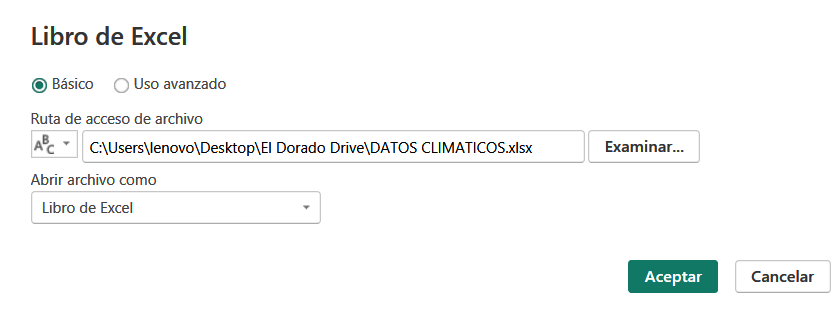 Libro de Excel
Básico Uso avanzado
Ruta de acceso de archivo
ABC C:\Users\lenovo\Desktop\El Dorado Drive\DATOS CLIMATICOS.xlsx Examinar...
Abrir archivo como
Libro de Excel
Aceptar Cancelar